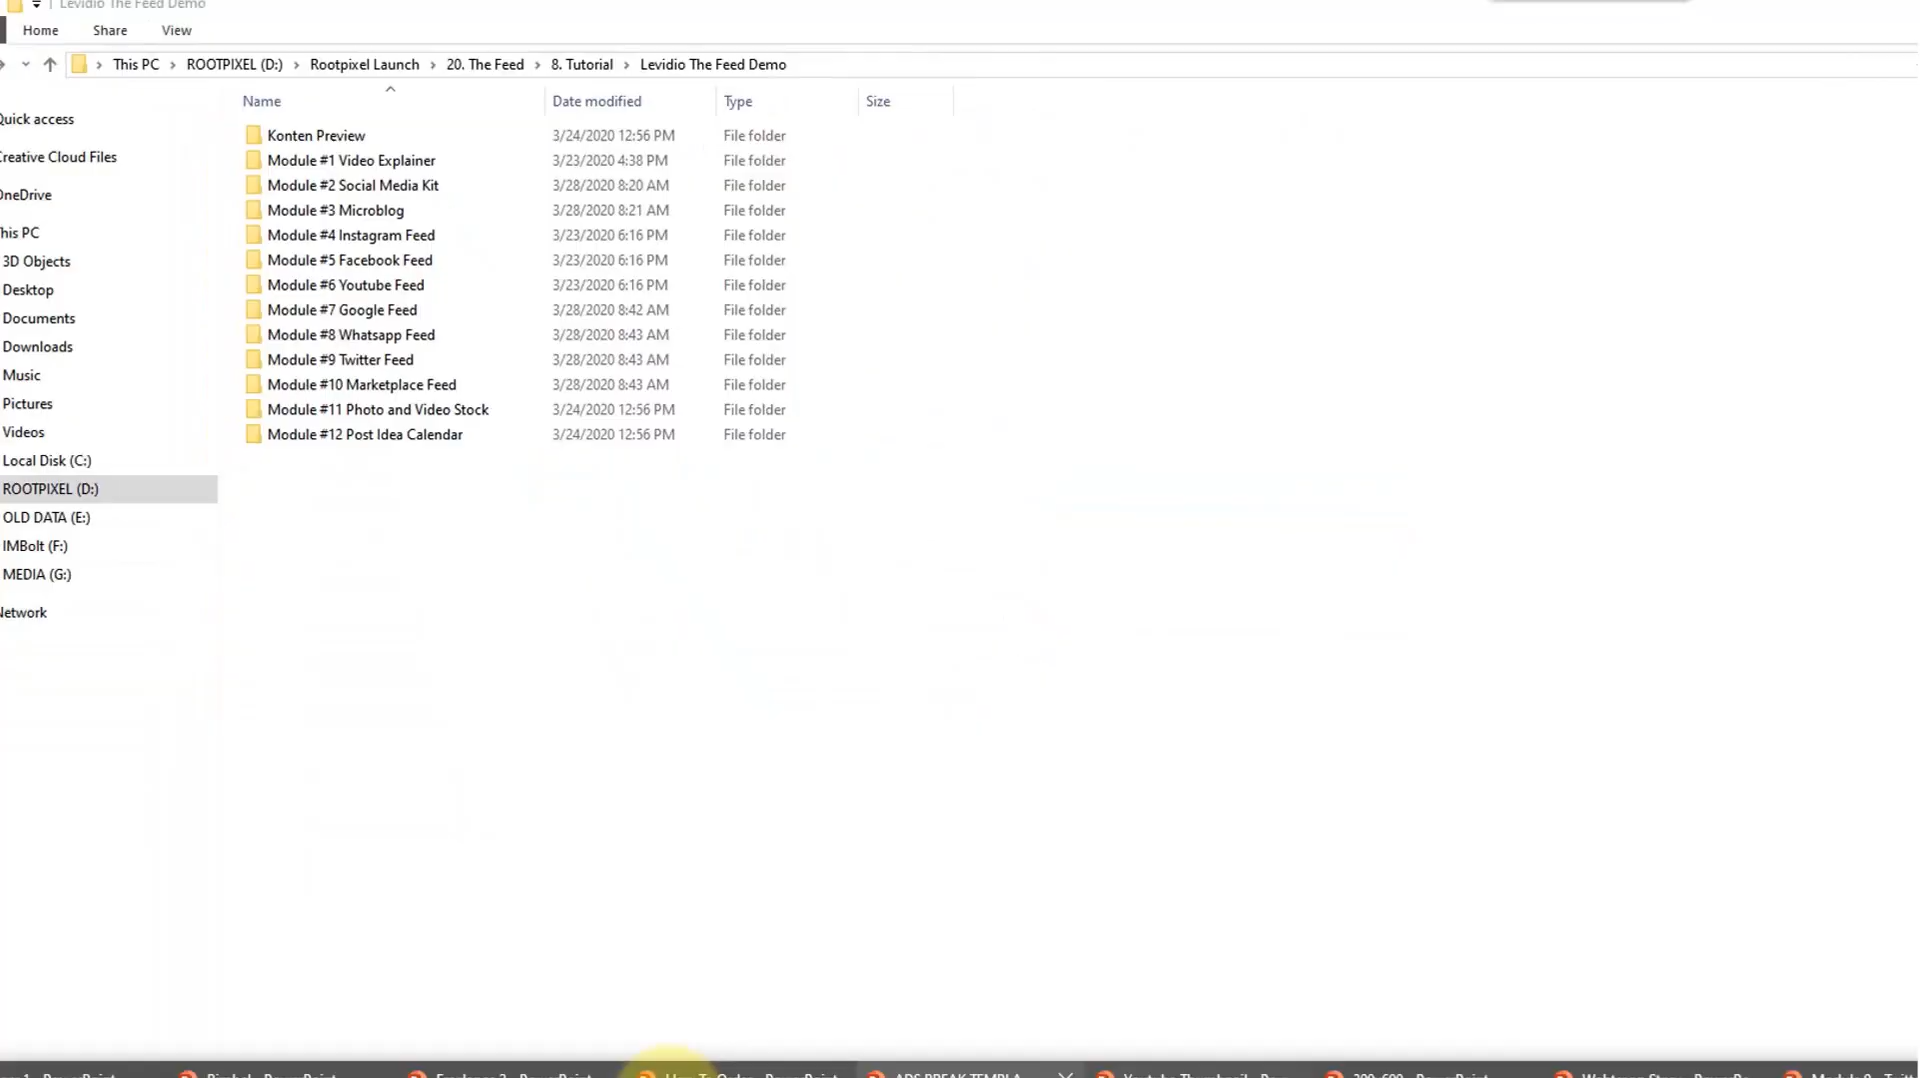 Levidio The Feed Demo
Home Share View
This PC ROOTPIXEL (D:) Rootpixel Launch 20. The Feed 8. Tutorial Levidio The Feed Demo
Name Date modified Type Size
Quick access
Creative Cloud Files
OneDrive
This PC
3D Objects
Desktop
Documents
Downloads
Music
Pictures
Videos
Local Disk (C:)
ROOTPIXEL (D:)
OLD DATA (E:)
IMBolt (F:)
MEDIA (G:)
Network
Konten Preview 3/24/2020 12:56 PM File folder
Module #1 Video Explainer 3/23/2020 4:38 PM File folder
Module #2 Social Media Kit 3/28/2020 8:20 AM File folder
Module #3 Microblog 3/28/2020 8:21 AM File folder
Module #4 Instagram Feed 3/23/2020 6:16 PM File folder
Module #5 Facebook Feed 3/23/2020 6:16 PM File folder
Module #6 Youtube Feed 3/23/2020 6:16 PM File folder
Module #7 Google Feed 3/28/2020 8:42 AM File folder
Module #8 Whatsapp Feed 3/28/2020 8:43 AM File folder
Module #9 Twitter Feed 3/28/2020 8:43 AM File folder
Module #10 Marketplace Feed 3/28/2020 8:43 AM File folder
Module #11 Photo and Video Stock 3/24/2020 12:56 PM File folder
Module #12 Post Idea Calendar 3/24/2020 12:56 PM File folder